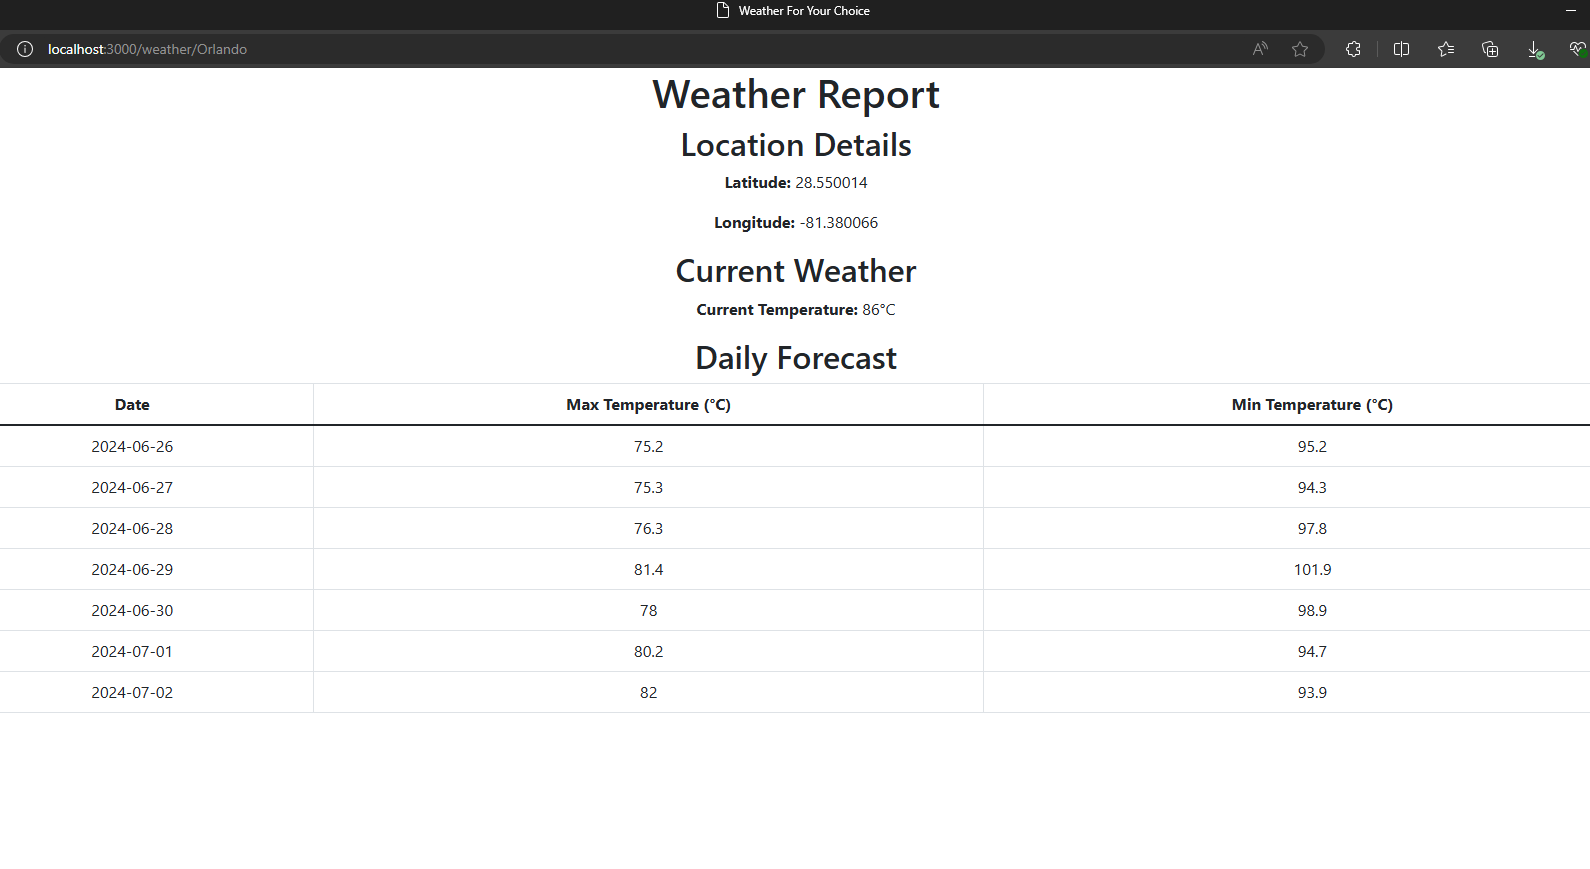 Weather For Your Choice
localhost:3000/weather/Orlando
Weather Report
Location Details
Latitude: 28.550014
Longitude: -81.380066
Current Weather
Current Temperature: 86°C
Daily Forecast
Date Max Temperature (°C) Min Temperature (°C)
2024-06-26 75.2 95.2
2024-06-27 75.3 94.3
2024-06-28 76.3 97.8
2024-06-29 81.4 101.9
2024-06-30 78 98.9
2024-07-01 80.2 94.7
2024-07-02 82 93.9